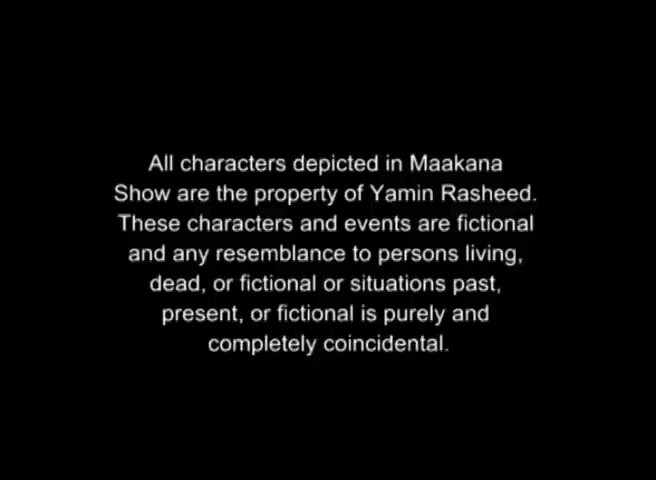 All characters depicted in Maakana
Show are the property of Yamin Rasheed.
These characters and events are fictional
and any resemblance to persons living,
dead, or fictional or situations past,
present, or fictional is purely and
completely coincidental.